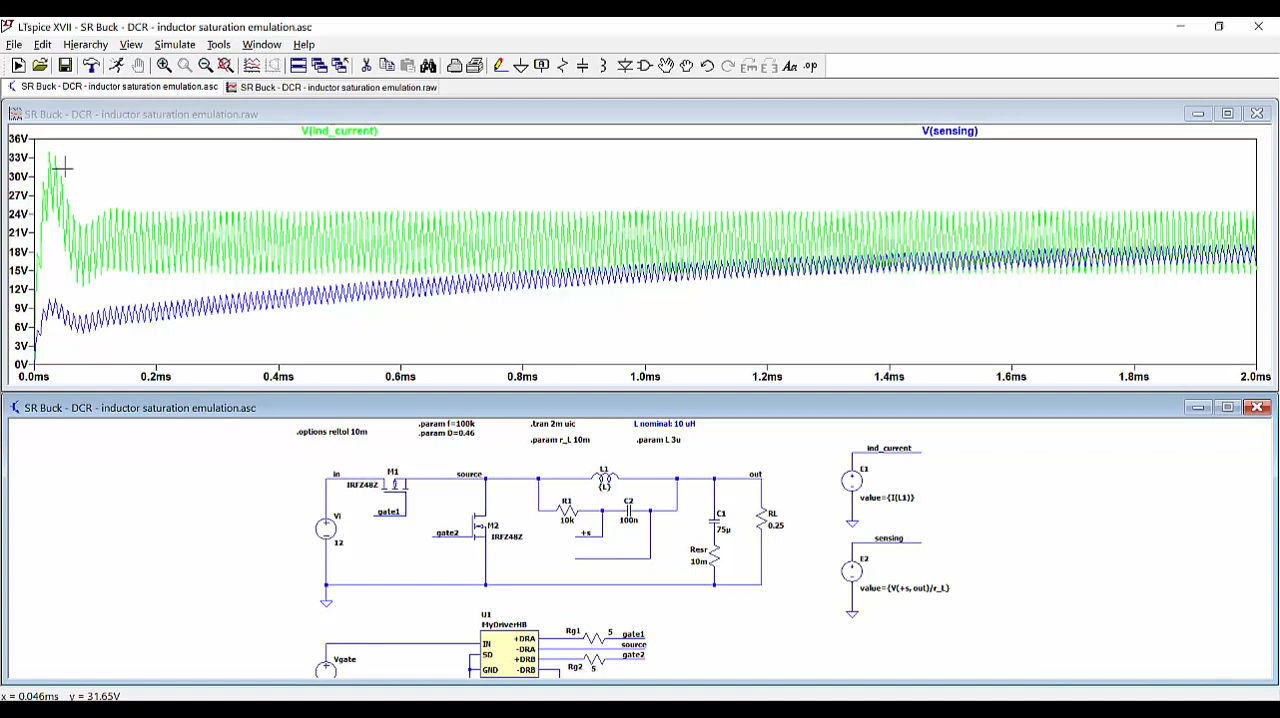 LTspice XVII - SR Buck - DCR - inductor saturation emulation.asc
File Edit Hierarchy View Simulate Tools Window Help
SR Buck - DCR - inductor saturation emulation.asc SR Buck - DCR - inductor saturation emulation.raw
SR Buck - DCR - inductor saturation emulation.raw
V(ind_current) V(sensing)
36V
33V
30V
27V
24V
21V
18V
15V
12V
9V
6V
3V
0V
0.0ms 0.2ms 0.4ms 0.6ms 0.8ms 1.0ms 1.2ms 1.4ms 1.6ms 1.8ms 2.0ms
SR Buck - DCR - inductor saturation emulation.asc
.options reltol 10m
.param f=100k
.param D=0.46
.tran 2m uic
.param r_L 10m
L nominal: 10 uH
.param L 3u
in
M1
IRFZ48Z
gate1
source
L1
{L}
out
R1
10k
C2
100n
+s
Vi
12
gate2
M2
IRFZ48Z
C1
75µ
Resr
10m
RL
0.25
ind_current
E1
value={I(L1)}
sensing
E2
value={V(+s, out)/r_L}
U1
MyDriverHB
IN
SD
GND
+DRA
-DRA
+DRB
-DRB
Rg1
5
gate1
source
gate2
Rg2
5
Vgate
x = 0.046ms y = 31.65V